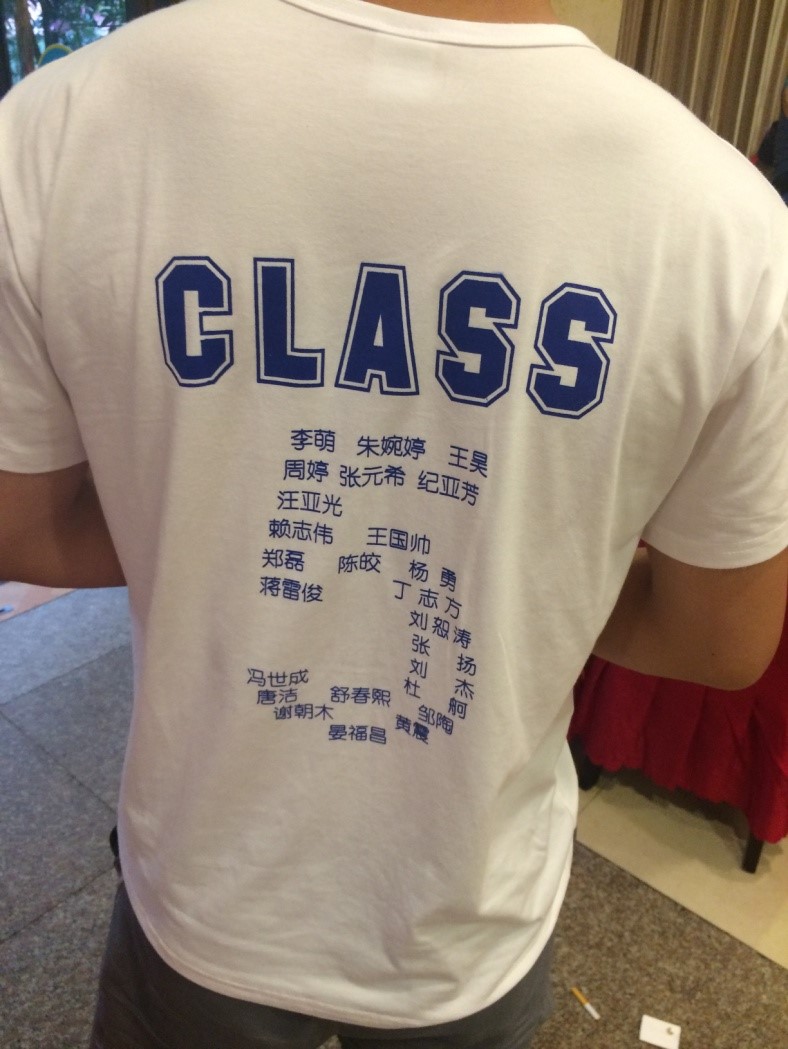 CLASS
李萌 朱婉婷 王昊
周婷 张元希 纪亚芳
汪亚光
赖志伟 王国帅
郑磊 陈皎 杨勇
蒋雷俊 丁志方
刘恕涛
张扬
冯世成 刘杰
唐洁 舒春熙 杜舸
谢朝木 邹陶
晏福昌 黄震